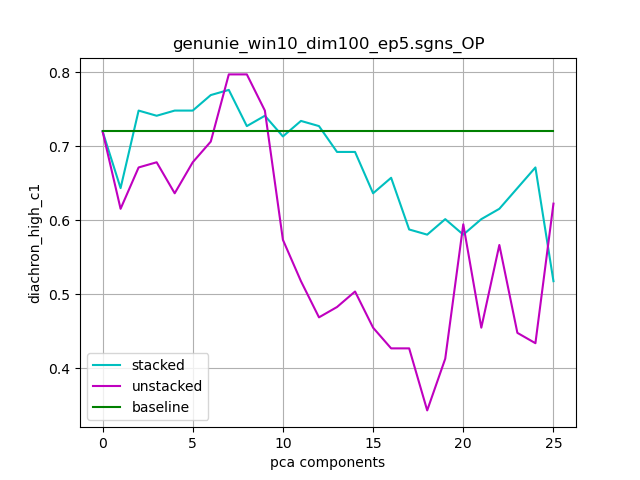 genunie_win10_dim100_ep5.sgns_OP
diachron_high_c1
0.8
0.7
0.6
0.5
0.4
stacked
unstacked
baseline
0 5 10 15 20 25
pca components